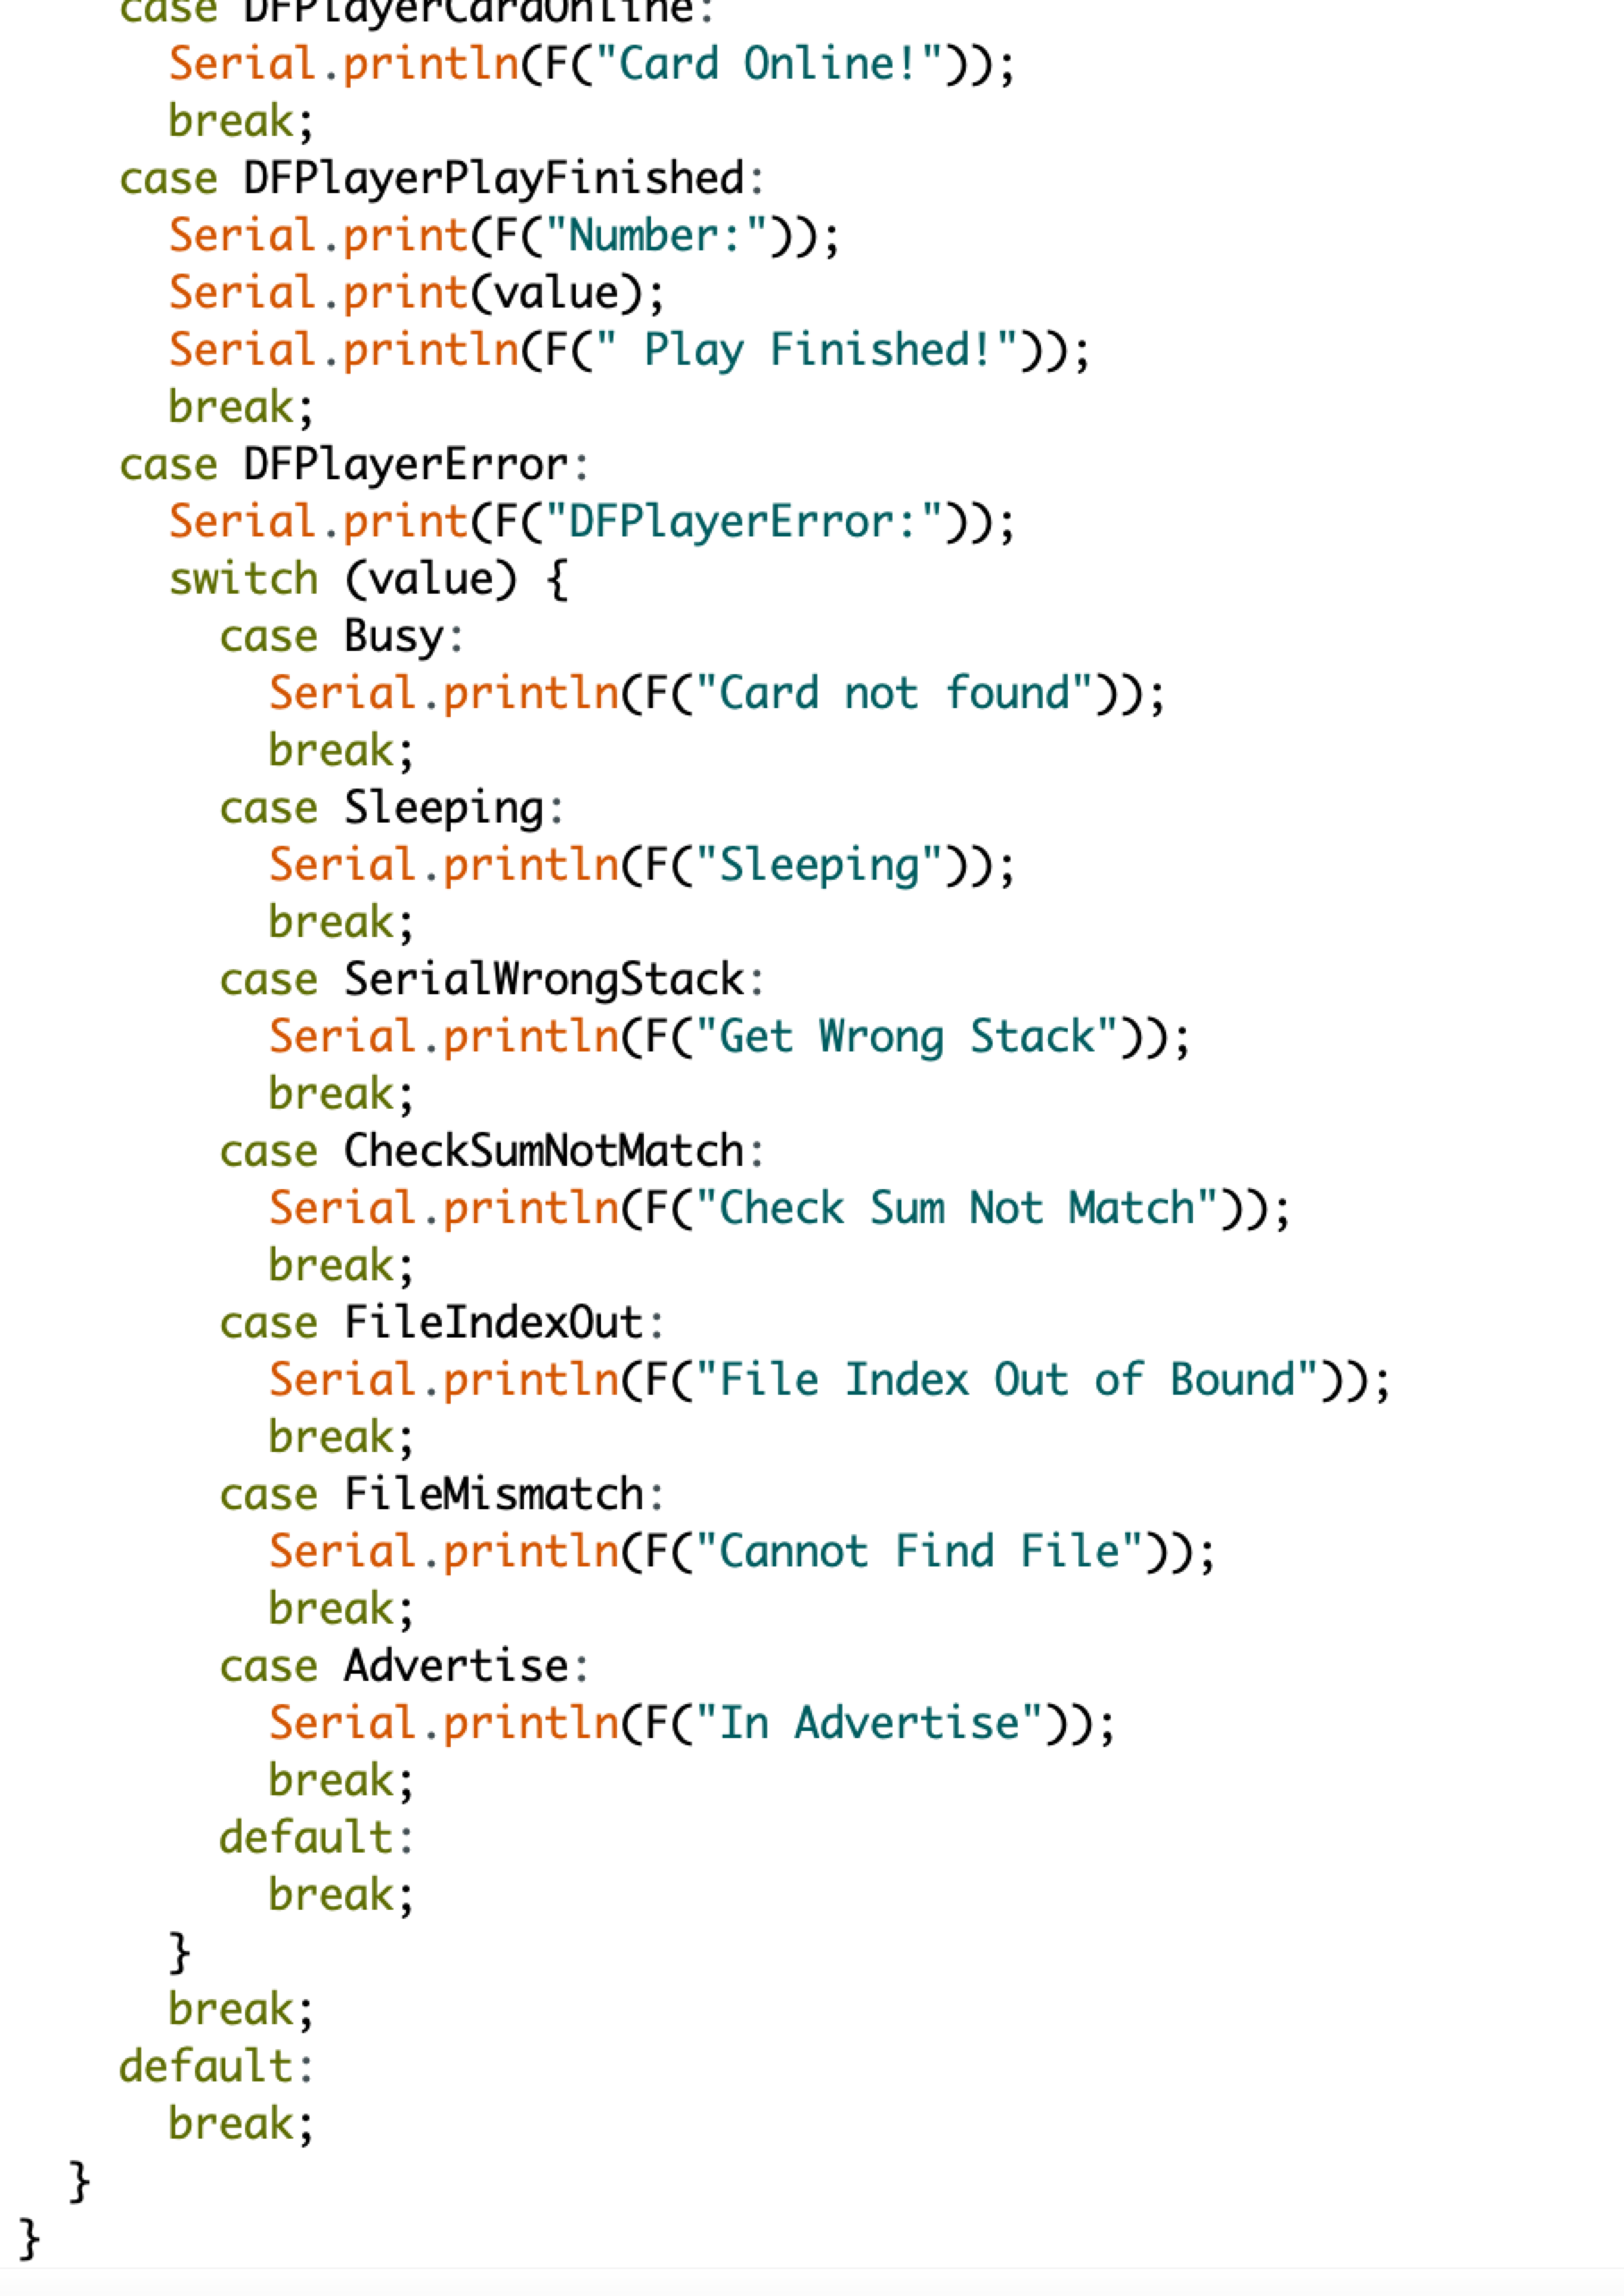 case DFPlayerCardOnline:
      Serial.println(F("Card Online!"));
      break;
    case DFPlayerPlayFinished:
      Serial.print(F("Number:"));
      Serial.print(value);
      Serial.println(F(" Play Finished!"));
      break;
    case DFPlayerError:
      Serial.print(F("DFPlayerError:"));
      switch (value) {
        case Busy:
          Serial.println(F("Card not found"));
          break;
        case Sleeping:
          Serial.println(F("Sleeping"));
          break;
        case SerialWrongStack:
          Serial.println(F("Get Wrong Stack"));
          break;
        case CheckSumNotMatch:
          Serial.println(F("Check Sum Not Match"));
          break;
        case FileIndexOut:
          Serial.println(F("File Index Out of Bound"));
          break;
        case FileMismatch:
          Serial.println(F("Cannot Find File"));
          break;
        case Advertise:
          Serial.println(F("In Advertise"));
          break;
        default:
          break;
      }
      break;
    default:
      break;
  }
}